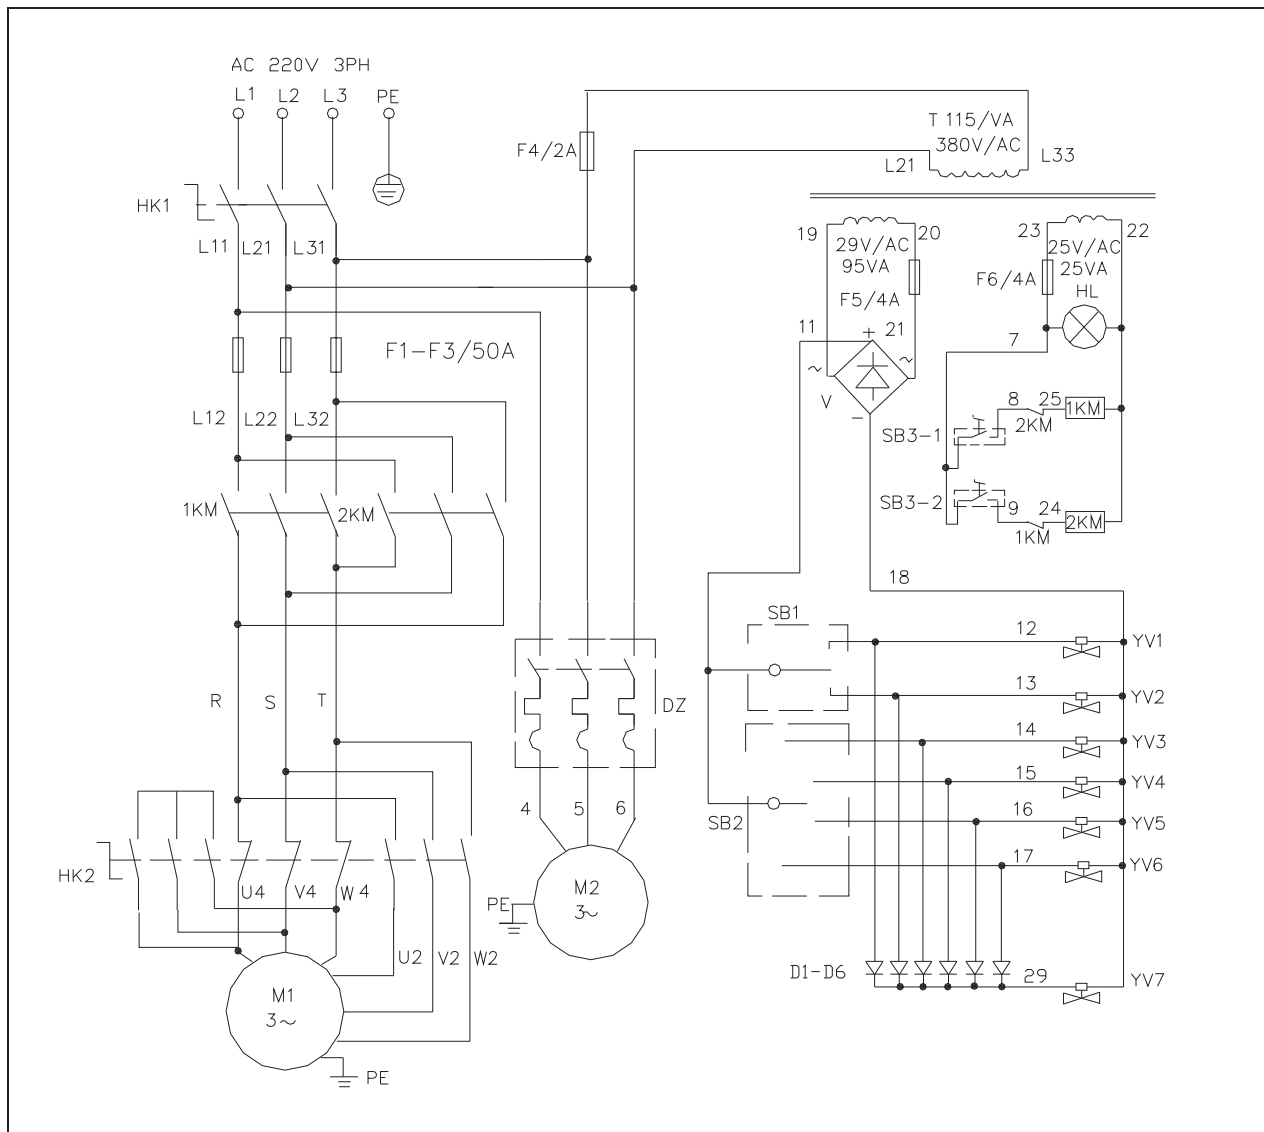 AC 220V 3PH
L1 L2 L3 PE
F4/2A
T 115/VA
380V/AC
L21 L33
HK1
L11 L21 L31
19 20 23 22
29V/AC
95VA
25V/AC
25VA
F5/4A
F6/4A
HL
11 + 21 7
F1-F3/50A
~ ~
V
-
L12 L22 L32
8 25 1KM
2KM
SB3-1
SB3-2
1KM 2KM
9 24 2KM
1KM
18
SB1
12 YV1
13 YV2
R S T
DZ
14 YV3
15 YV4
4 5 6
SB2
16 YV5
17 YV6
HK2
U4 V4 W4
M2
3~
PE
U2 V2 W2
D1-D6
29 YV7
M1
3~
PE